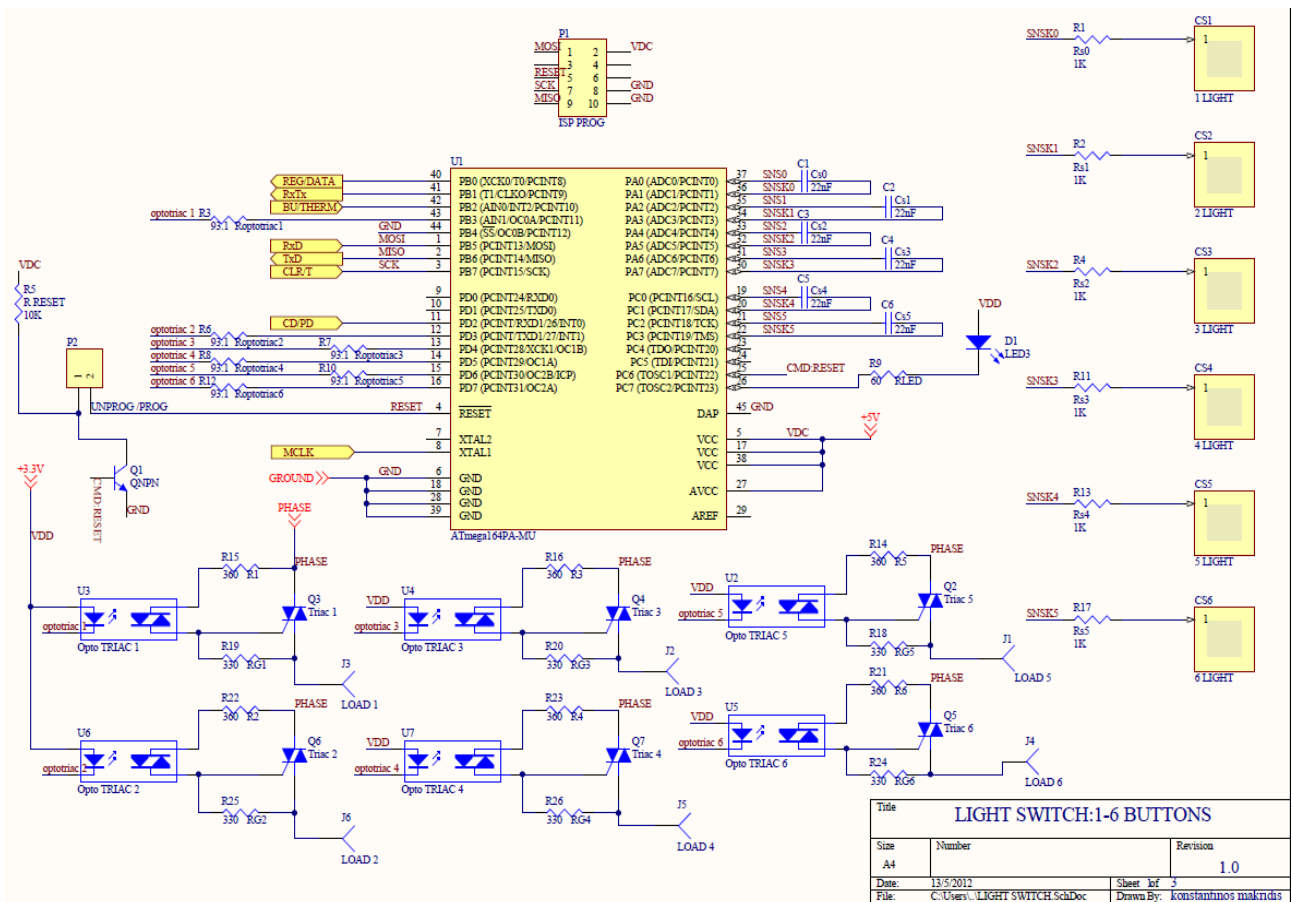 P1
MOSI 1 2 VDC
3 4
RESET 5 6
SCK 7 8 GND
MISO 9 10 GND
ISP PROG
SNSK0 R1
Rs0
1K
CS1
1
1 LIGHT
SNSK1 R2
Rs1
1K
CS2
1
2 LIGHT
SNSK2 R4
Rs2
1K
CS3
1
3 LIGHT
SNSK3 R11
Rs3
1K
CS4
1
4 LIGHT
SNSK4 R13
Rs4
1K
CS5
1
5 LIGHT
SNSK5 R17
Rs5
1K
CS6
1
6 LIGHT
U1
REG/DATA 40 PB0 (XCK0/T0/PCINT8)
RxTx 41 PB1 (T1/CLKO/PCINT9)
BU/THERM 42 PB2 (AIN0/INT2/PCINT10)
optotriac 1 R3 93.1 Roptotriac1 43 PB3 (AIN1/OC0A/PCINT11)
GND 44 PB4 (SS/OC0B/PCINT12)
RxD MOSI 1 PB5 (PCINT13/MOSI)
TxD MISO 2 PB6 (PCINT14/MISO)
CLR/T SCK 3 PB7 (PCINT15/SCK)
9 PD0 (PCINT24/RXD0)
10 PD1 (PCINT25/TXD0)
CD/PD 11 PD2 (PCINT/RXD1/26/INT0)
optotriac 2 R6 93.1 Roptotriac2 12 PD3 (PCINT/TXD1/27/INT1)
optotriac 3 R7 93.1 Roptotriac3 13 PD4 (PCINT28/XCK1/OC1B)
optotriac 4 R8 93.1 Roptotriac4 14 PD5 (PCINT29/OC1A)
optotriac 5 R10 93.1 Roptotriac5 15 PD6 (PCINT30/OC2B/ICP)
optotriac 6 R12 93.1 Roptotriac6 16 PD7 (PCINT31/OC2A)
RESET 4 RESET
7 XTAL2
MCLK 8 XTAL1
GROUND GND 6 GND
18 GND
28 GND
39 GND
ATmega164PA-MU
PA0 (ADC0/PCINT0) 37 SNS0
PA1 (ADC1/PCINT1) 36 SNSK0
PA2 (ADC2/PCINT2) 35 SNS1
PA3 (ADC3/PCINT3) 34 SNSK1
PA4 (ADC4/PCINT4) 33 SNS2
PA5 (ADC5/PCINT5) 32 SNSK2
PA6 (ADC6/PCINT6) 31 SNS3
PA7 (ADC7/PCINT7) 30 SNSK3
PC0 (PCINT16/SCL) 19 SNS4
PC1 (PCINT17/SDA) 20 SNSK4
PC2 (PCINT18/TCK) 21 SNS5
PC3 (PCINT19/TMS) 22 SNSK5
PC4 (TDO/PCINT20) 23
PC5 (TDI/PCINT21) 24
PC6 (TOSC1/PCINT22) 25 CMD:RESET
PC7 (TOSC2/PCINT23) 26
DAP 45 GND
VCC 5 VDC
VCC 17
VCC 38
AVCC 27
AREF 29
+5V
C1
Cs0
22nF
C2
Cs1
22nF
C3
Cs2
22nF
C4
Cs3
22nF
C5
Cs4
22nF
C6
Cs5
22nF
VDD
D1
LED3
R9
60 RLED
VDC
R5
R RESET
10K
P2
1 2
UNPROG /PROG
Q1
QNPN
GND
CMD:RESET
+3.3V
VDD
PHASE
U3
optotriac 1
Opto TRIAC 1
R15
360 R1
PHASE
Q3
Triac 1
R19
330 RG1
J3
LOAD 1
U4
VDD
optotriac 3
Opto TRIAC 3
R16
360 R3
PHASE
Q4
Triac 3
R20
330 RG3
J2
LOAD 3
U2
VDD
optotriac 5
Opto TRIAC 5
R14
360 R5
PHASE
Q2
Triac 5
R18
330 RG5
J1
LOAD 5
U6
optotriac 2
Opto TRIAC 2
R22
360 R2
PHASE
Q6
Triac 2
R25
330 RG2
J6
LOAD 2
U7
VDD
optotriac 4
Opto TRIAC 4
R23
360 R4
PHASE
Q7
Triac 4
R26
330 RG4
J5
LOAD 4
U5
VDD
optotriac 6
Opto TRIAC 6
R21
360 R6
PHASE
Q5
Triac 6
R24
330 RG6
J4
LOAD 6
Title
LIGHT SWITCH:1-6 BUTTONS
Size Number Revision
A4 1.0
Date: 13/5/2012 Sheet 1of 3
File: C:\Users\..\LIGHT SWITCH.SchDoc Drawn By: konstantinos makridis